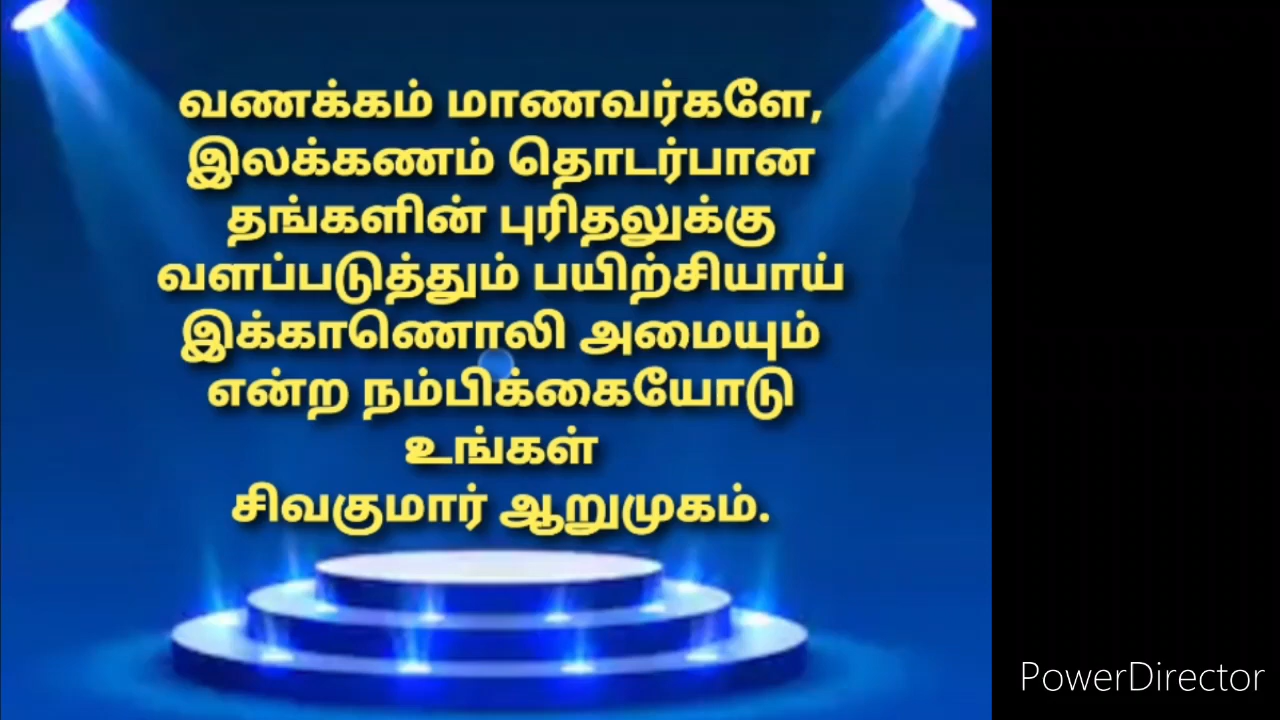 வணக்கம் மாணவர்களே,
இலக்கணம் தொடர்பான
தங்களின் புரிதலுக்கு
வளப்படுத்தும் பயிற்சியாய்
இக்காணொலி அமையும்
என்ற நம்பிக்கையோடு
உங்கள்
சிவகுமார் ஆறுமுகம்.
PowerDirector